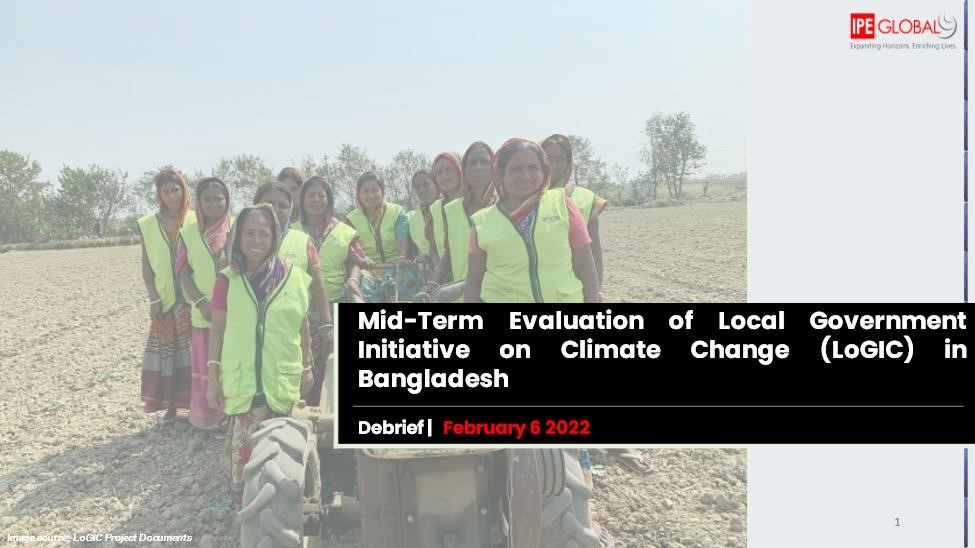 IPE GLOBAL
Expanding Horizons. Enriching Lives.
Mid-Term Evaluation of Local Government
Initiative on Climate Change (LoGIC) in
Bangladesh
Debrief | February 6 2022
1
Image source: LoGIC Project Documents